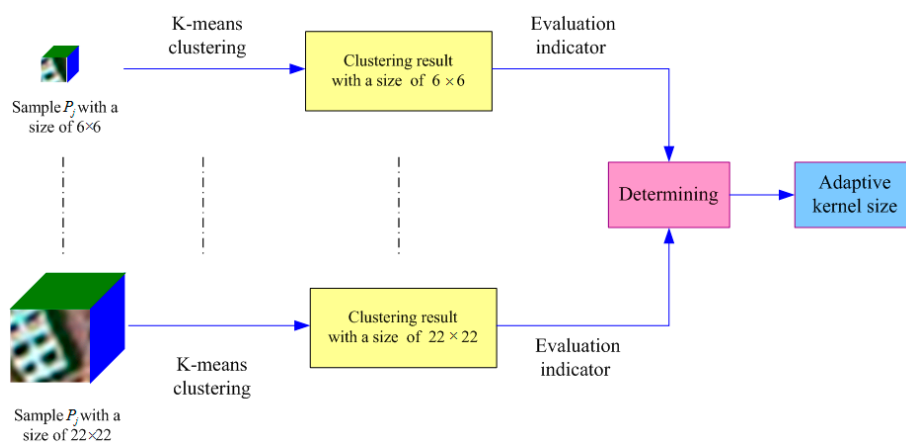 K-means
clustering
Sample Pj with a
size of 6×6
Clustering result
with a size of 6 × 6
Evaluation
indicator
Determining
Adaptive
kernel size
Sample Pj with a
size of 22×22
K-means
clustering
Clustering result
with a size of 22 × 22
Evaluation
indicator